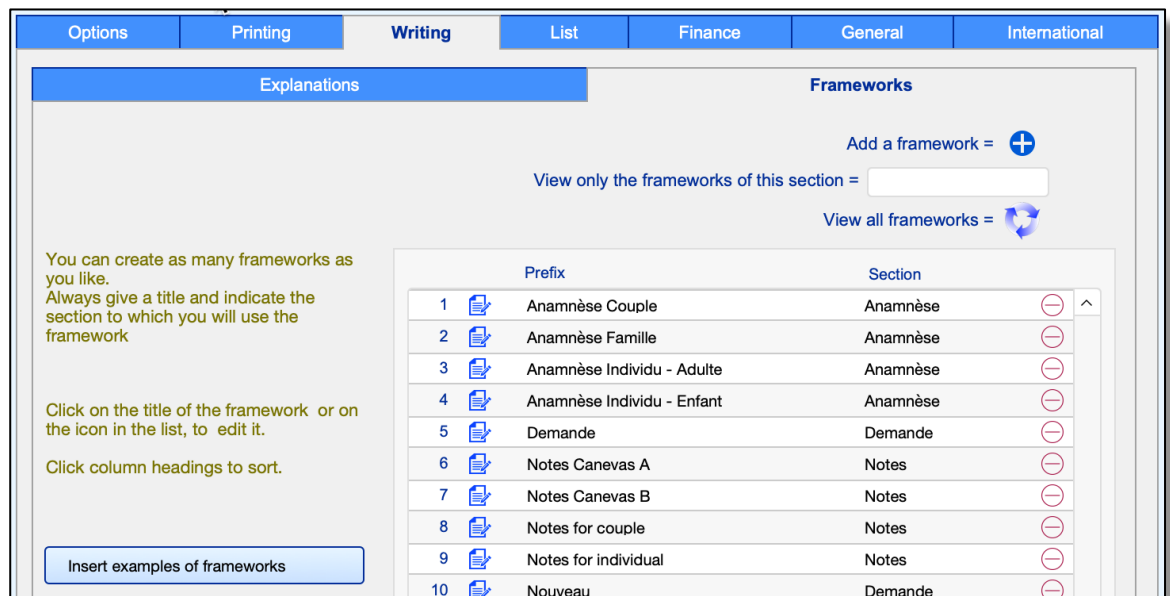 Options Printing Writing List Finance General International
Explanations Frameworks
Add a framework =
View only the frameworks of this section =
View all frameworks =
You can create as many frameworks as
you like.
Always give a title and indicate the
section to which you will use the
framework
Click on the title of the framework or on
the icon in the list, to edit it.
Click column headings to sort.
Insert examples of frameworks
Prefix Section
1 Anamnèse Couple Anamnèse
2 Anamnèse Famille Anamnèse
3 Anamnèse Individu - Adulte Anamnèse
4 Anamnèse Individu - Enfant Anamnèse
5 Demande Demande
6 Notes Canevas A Notes
7 Notes Canevas B Notes
8 Notes for couple Notes
9 Notes for individual Notes
10 Nouveau Demande